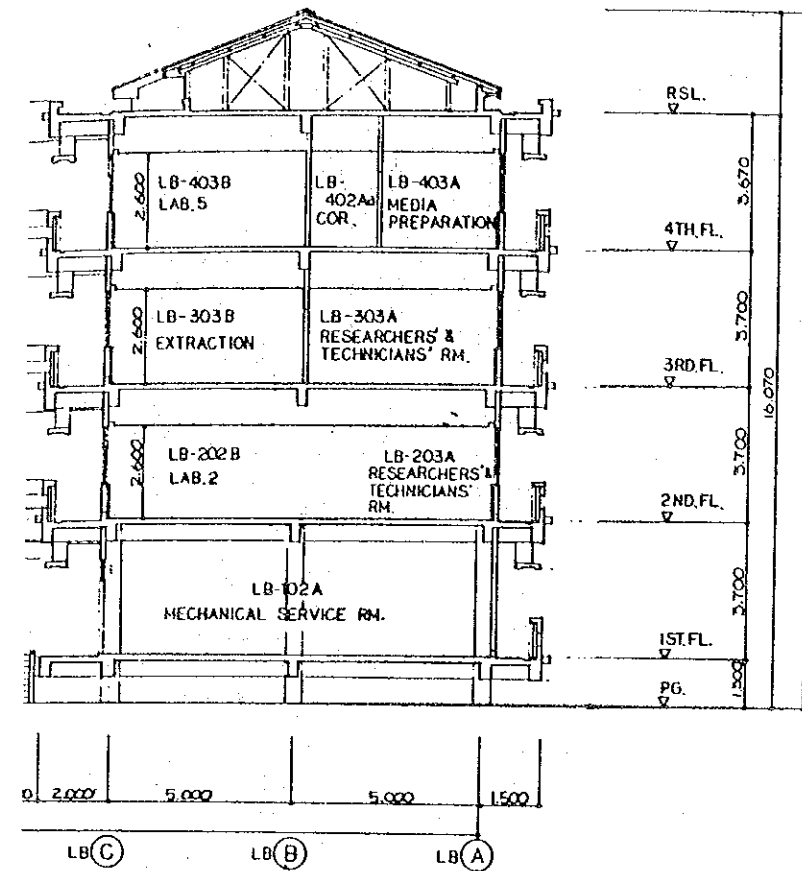 RSL.
LB-403B
LAB.5
LB-
402Aa
COR.
LB-403A
MEDIA
PREPARATION
2.600
3.670
4TH.FL.
LB-303B
EXTRACTION
LB-303A
RESEARCHERS' &
TECHNICIANS' RM.
2.600
3.700
3RD.FL.
16.070
LB-202B
LAB.2
LB-203A
RESEARCHERS' &
TECHNICIANS'
RM.
2.600
3.700
2ND.FL.
LB-102A
MECHANICAL SERVICE RM.
3.700
1ST.FL.
1.300
PG.
2.000
5.000
5.000
1.500
LB C
LB B
LB A